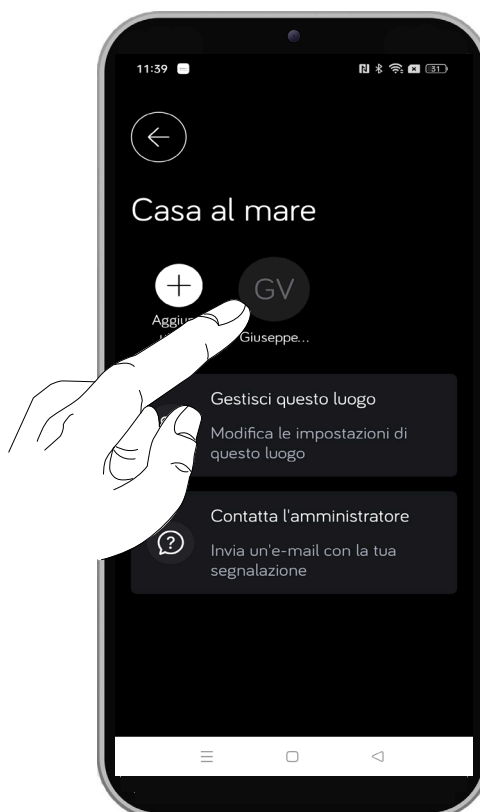 11:39
31
Casa al mare
GV
Giuseppe...
Gestisci questo luogo
Modifica le impostazioni di
questo luogo
Contatta l'amministratore
Invia un'e-mail con la tua
segnalazione